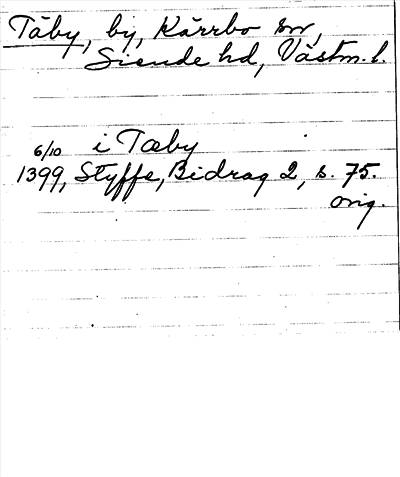 Täby, by, Kärrbo sn,
Siende hd, Västm. l.
6/10 i Tæby
1399, Styffe, Bidrag 2, s. 75.
orig.